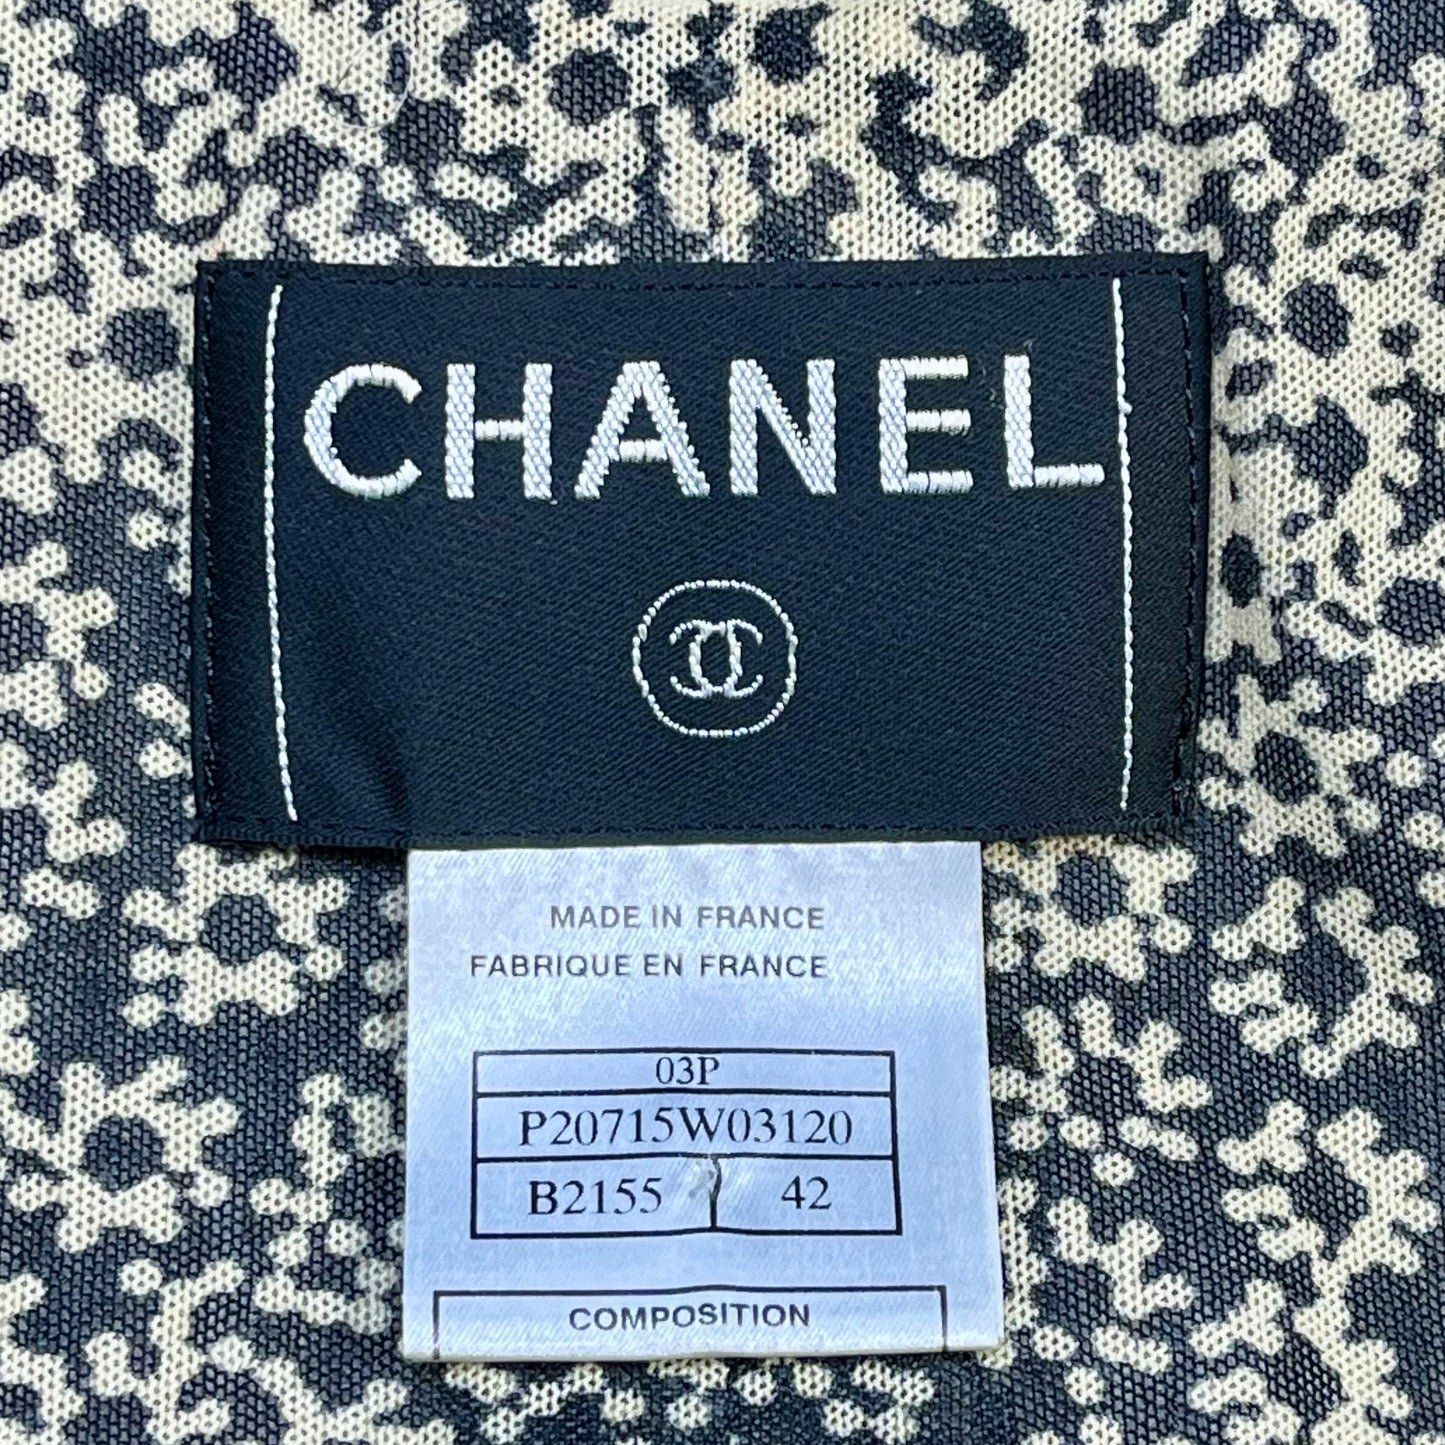 CHANEL
MADE IN FRANCE
FABRIQUE EN FRANCE
03P
P20715W03120
B2155 42
COMPOSITION